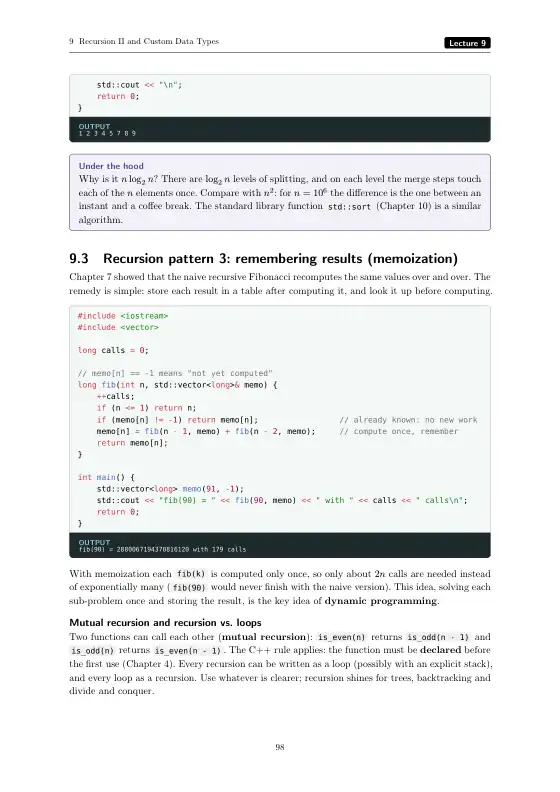 9 Recursion II and Custom Data Types
Lecture 9
    std::cout << "\n";
    return 0;
}
OUTPUT
1 2 3 4 5 7 8 9
Under the hood
Why is it n log₂ n? There are log₂ n levels of splitting, and on each level the merge steps touch
each of the n elements once. Compare with n²: for n = 10⁶ the difference is the one between an
instant and a coffee break. The standard library function std::sort (Chapter 10) is a similar
algorithm.
9.3 Recursion pattern 3: remembering results (memoization)
Chapter 7 showed that the naive recursive Fibonacci recomputes the same values over and over. The
remedy is simple: store each result in a table after computing it, and look it up before computing.
#include <iostream>
#include <vector>
long calls = 0;
// memo[n] == -1 means "not yet computed"
long fib(int n, std::vector<long>& memo) {
    ++calls;
    if (n <= 1) return n;
    if (memo[n] != -1) return memo[n];                 // already known: no new work
    memo[n] = fib(n - 1, memo) + fib(n - 2, memo);     // compute once, remember
    return memo[n];
}
int main() {
    std::vector<long> memo(91, -1);
    std::cout << "fib(90) = " << fib(90, memo) << " with " << calls << " calls\n";
    return 0;
}
OUTPUT
fib(90) = 2880067194370816120 with 179 calls
With memoization each fib(k) is computed only once, so only about 2n calls are needed instead
of exponentially many (fib(90) would never finish with the naive version). This idea, solving each
sub-problem once and storing the result, is the key idea of dynamic programming.
Mutual recursion and recursion vs. loops
Two functions can call each other (mutual recursion): is_even(n) returns is_odd(n - 1) and
is_odd(n) returns is_even(n - 1). The C++ rule applies: the function must be declared before
the first use (Chapter 4). Every recursion can be written as a loop (possibly with an explicit stack),
and every loop as a recursion. Use whatever is clearer; recursion shines for trees, backtracking and
divide and conquer.
98